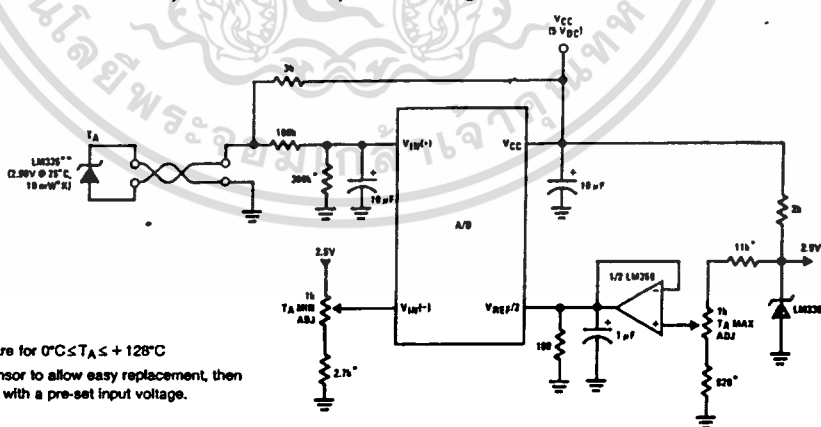 VCC
(5 VDC)
3k
TA
100k
VIN(+)
VCC
LM335**
(2.98V @ 25°C,
10 mW°K)
300k*
10 µF
10 µF
A/D
2k
2.5V
11k*
2.5V
1/2 LM358
1k
TA MIN
ADJ
VIN(-)
VREF/2
1k
TA MAX
ADJ
LM336
100
1 µF
2.7k*
820*
re for 0°C≤TA≤ + 128°C
nsor to allow easy replacement, then
with a pre-set input voltage.